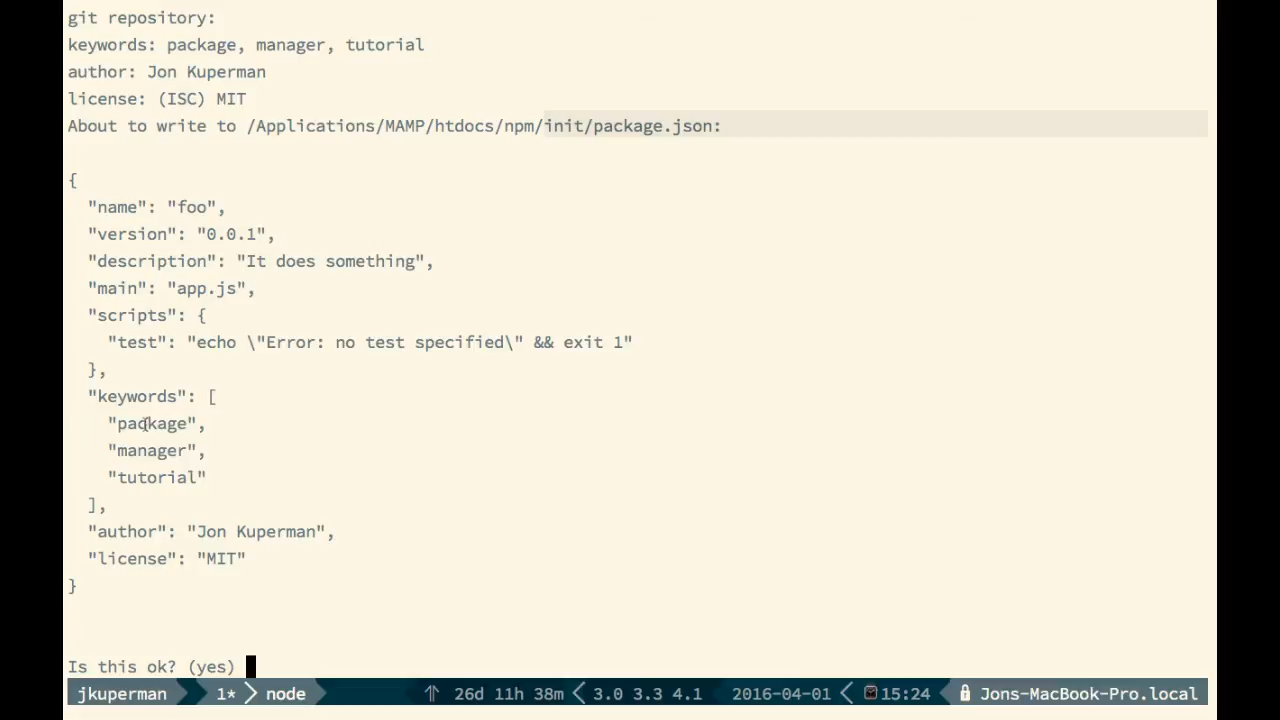 git repository:
keywords: package, manager, tutorial
author: Jon Kuperman
license: (ISC) MIT
About to write to /Applications/MAMP/htdocs/npm/init/package.json:
{
"name": "foo",
"version": "0.0.1",
"description": "It does something",
"main": "app.js",
"scripts": {
"test": "echo \"Error: no test specified\" && exit 1"
},
"keywords": [
"package",
"manager",
"tutorial"
],
"author": "Jon Kuperman",
"license": "MIT"
}
Is this ok? (yes)
jkuperman 1* node 26d 11h 38m 3.0 3.3 4.1 2016-04-01 15:24 Jons-MacBook-Pro.local